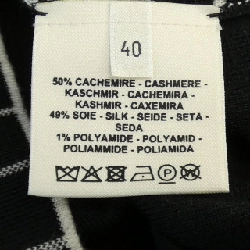 40
50% CACHEMIRE - CASHMERE -
KASCHMIR - CACHEMIRA -
KASHMIR - CAXEMIRA
49% SOIE - SILK - SEIDE - SETA -
SEDA
1% POLYAMIDE - POLYAMID -
POLIAMMIDE - POLIAMIDA
P